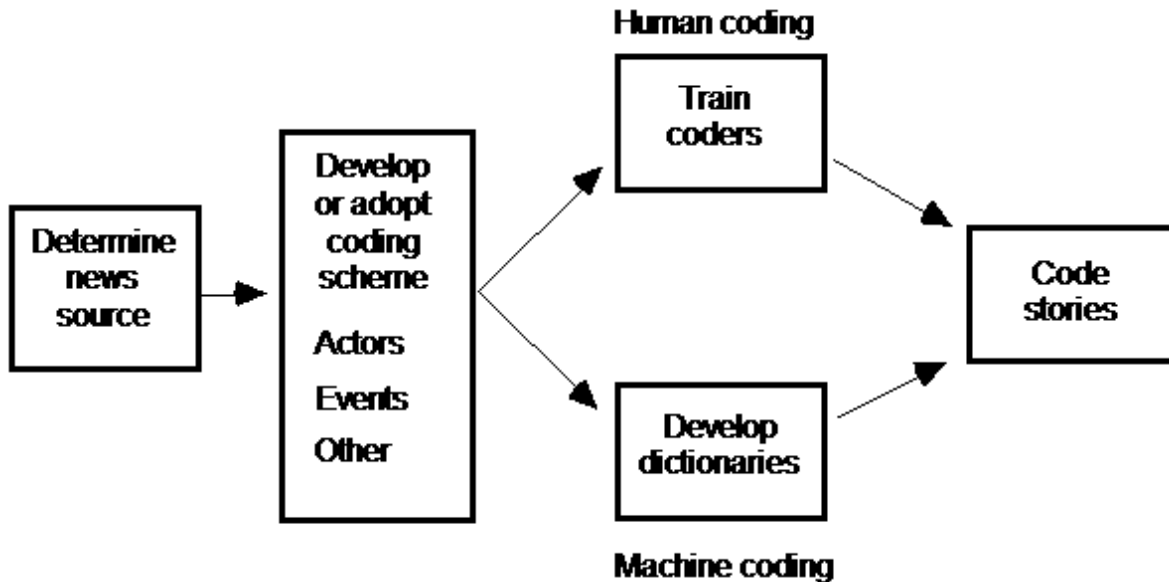 Determine
news
source
Develop
or adopt
coding
scheme
Actors
Events
Other
Human coding
Train
coders
Develop
dictionaries
Machine coding
Code
stories